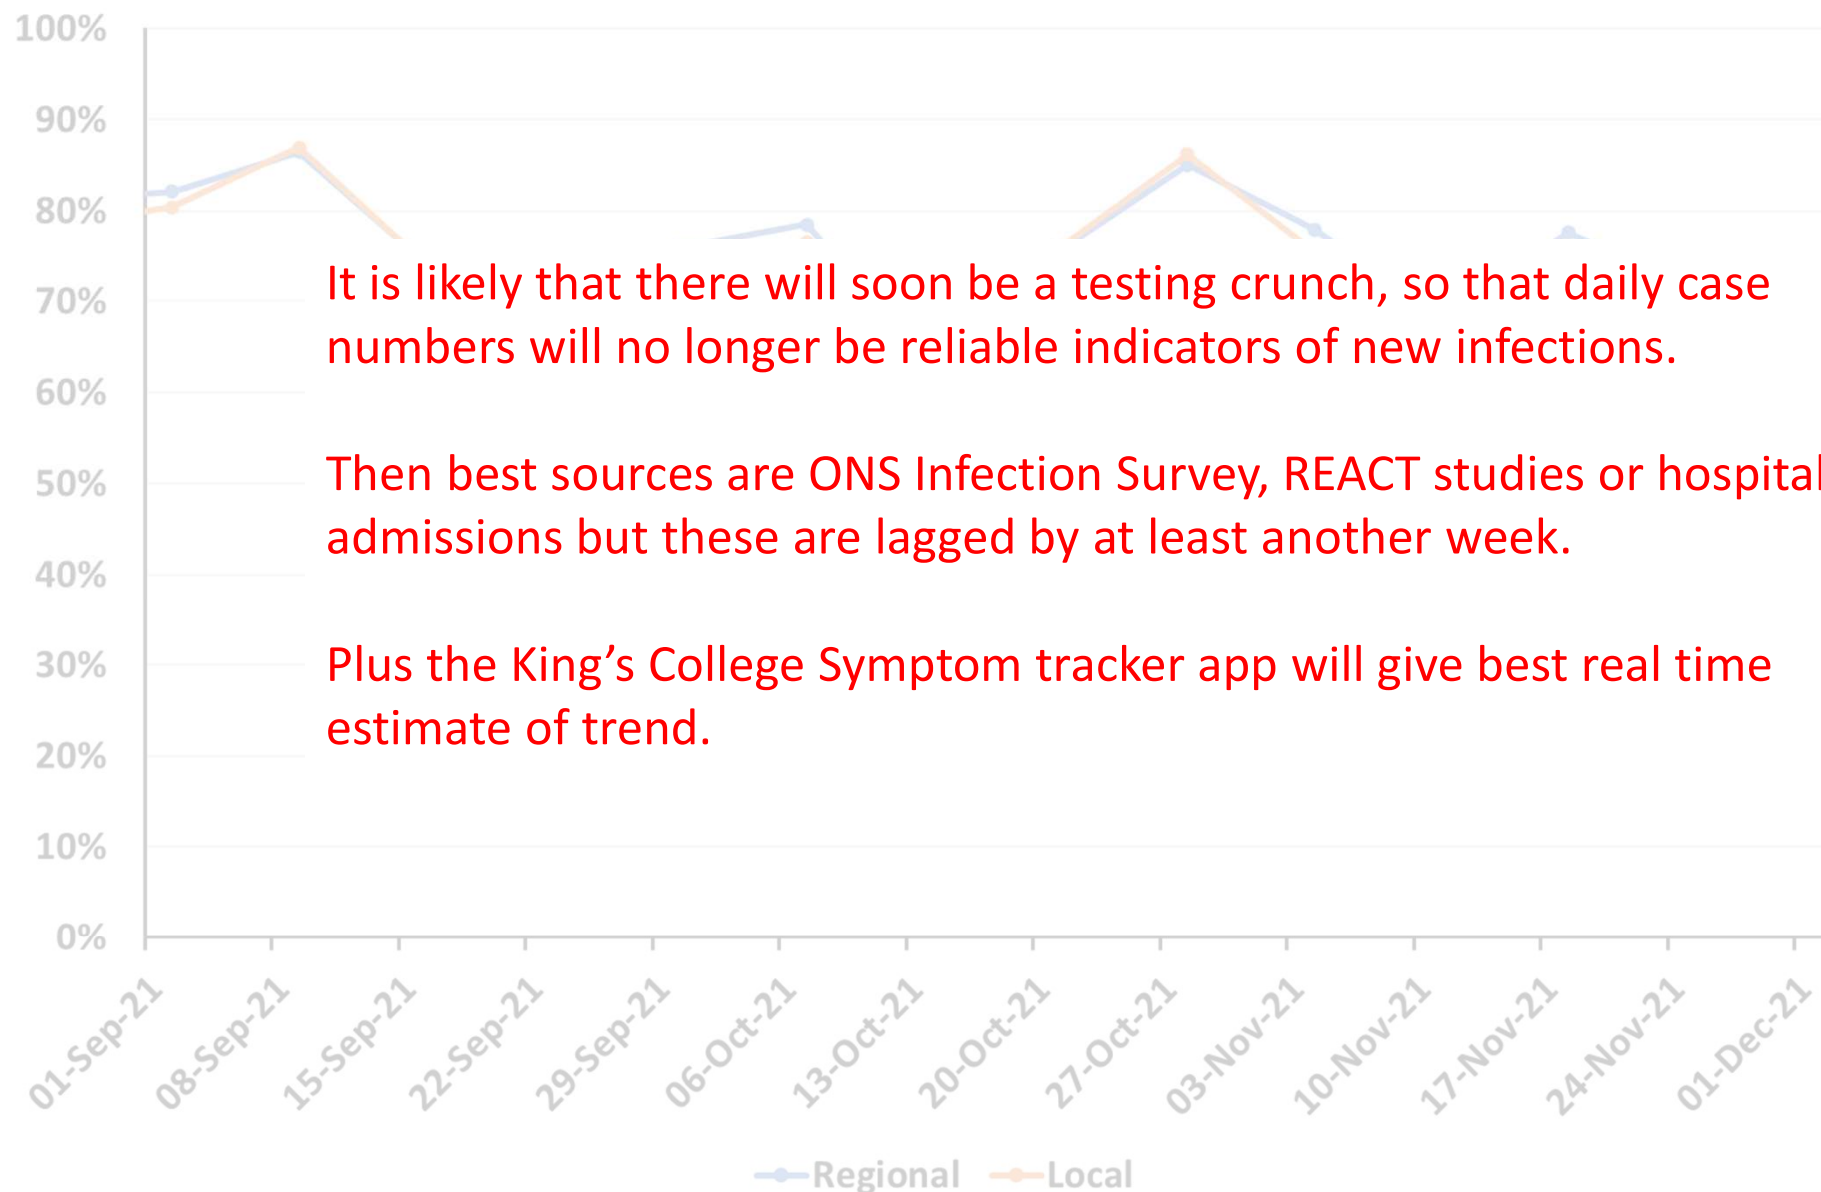 100%
90%
80%
70%
60%
50%
40%
30%
20%
10%
0%
It is likely that there will soon be a testing crunch, so that daily case
numbers will no longer be reliable indicators of new infections.
Then best sources are ONS Infection Survey, REACT studies or hospital
admissions but these are lagged by at least another week.
Plus the King’s College Symptom tracker app will give best real time
estimate of trend.
01-Sep-21
08-Sep-21
15-Sep-21
22-Sep-21
29-Sep-21
06-Oct-21
13-Oct-21
20-Oct-21
27-Oct-21
03-Nov-21
10-Nov-21
17-Nov-21
24-Nov-21
01-Dec-21
Regional Local